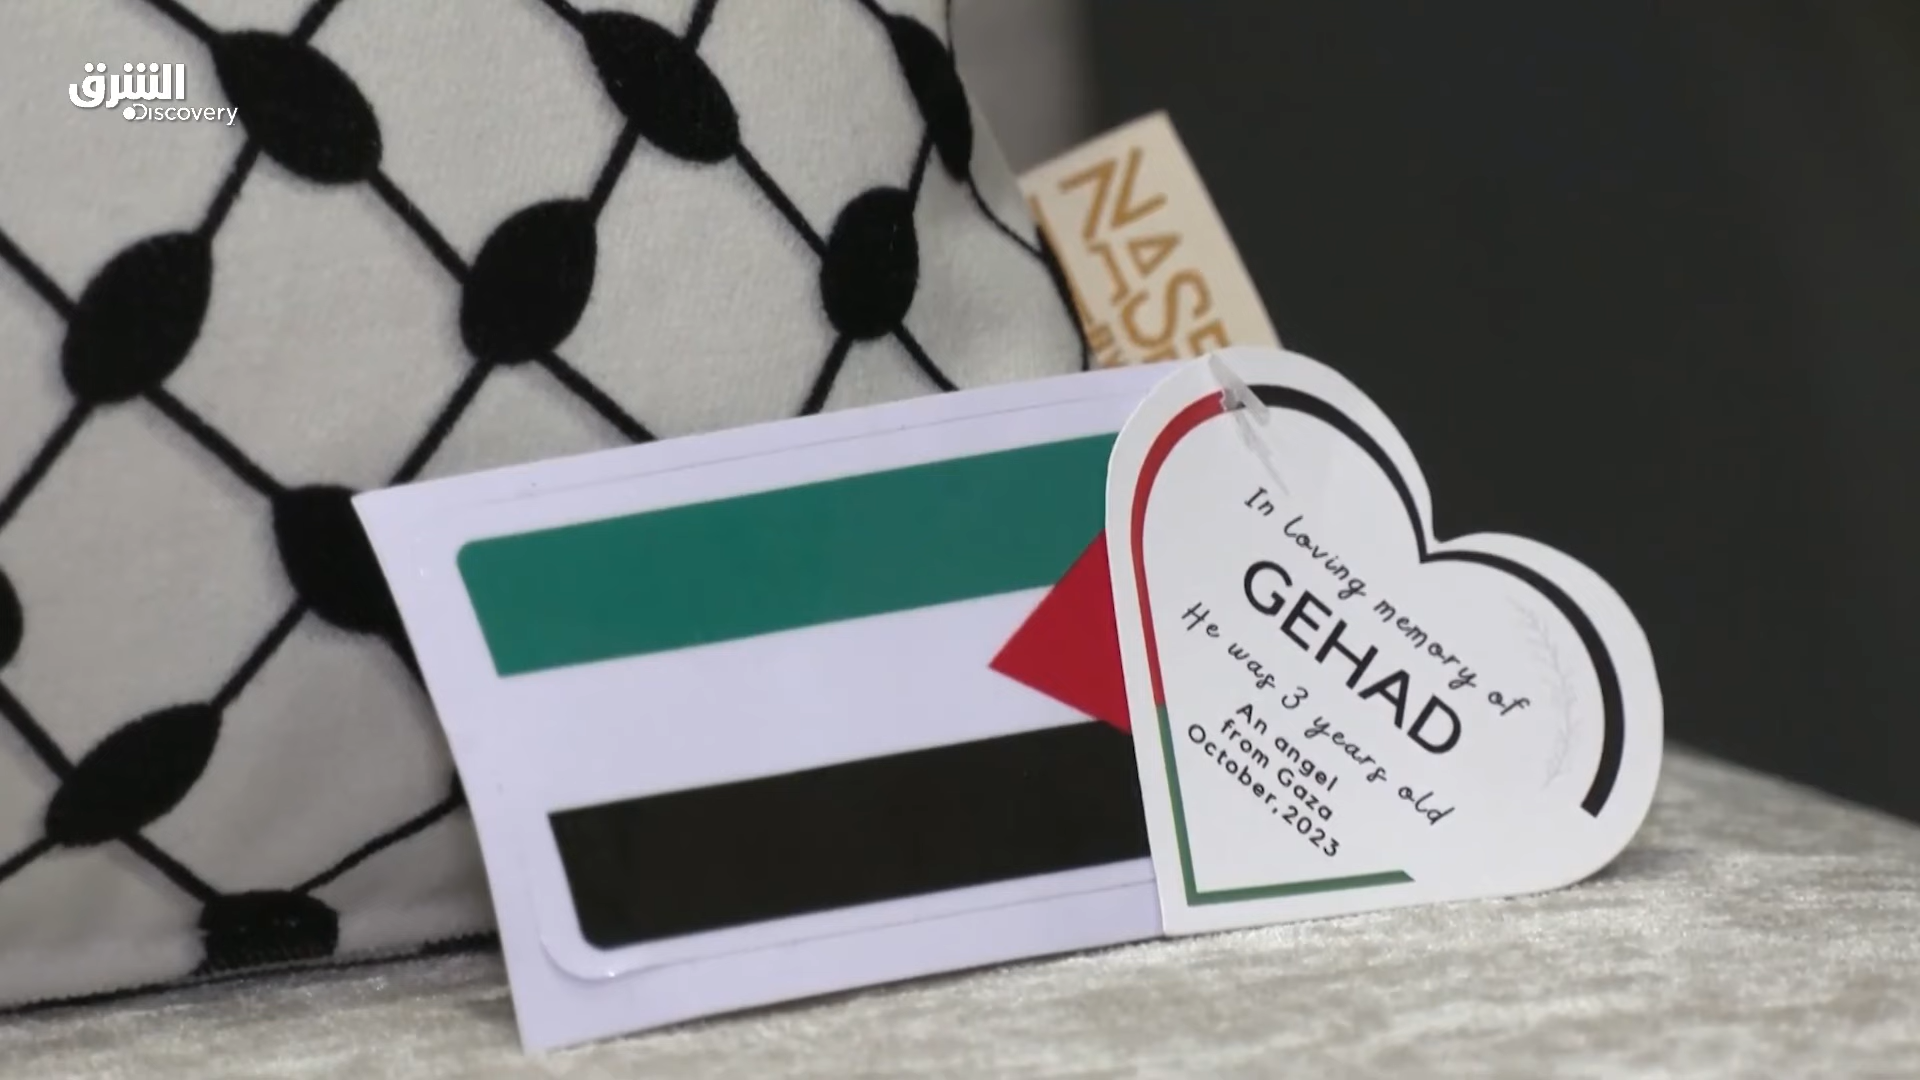 الشرق
Discovery
In loving memory of
GEHAD
He was 3 years old
An angel
from Gaza
October, 2023